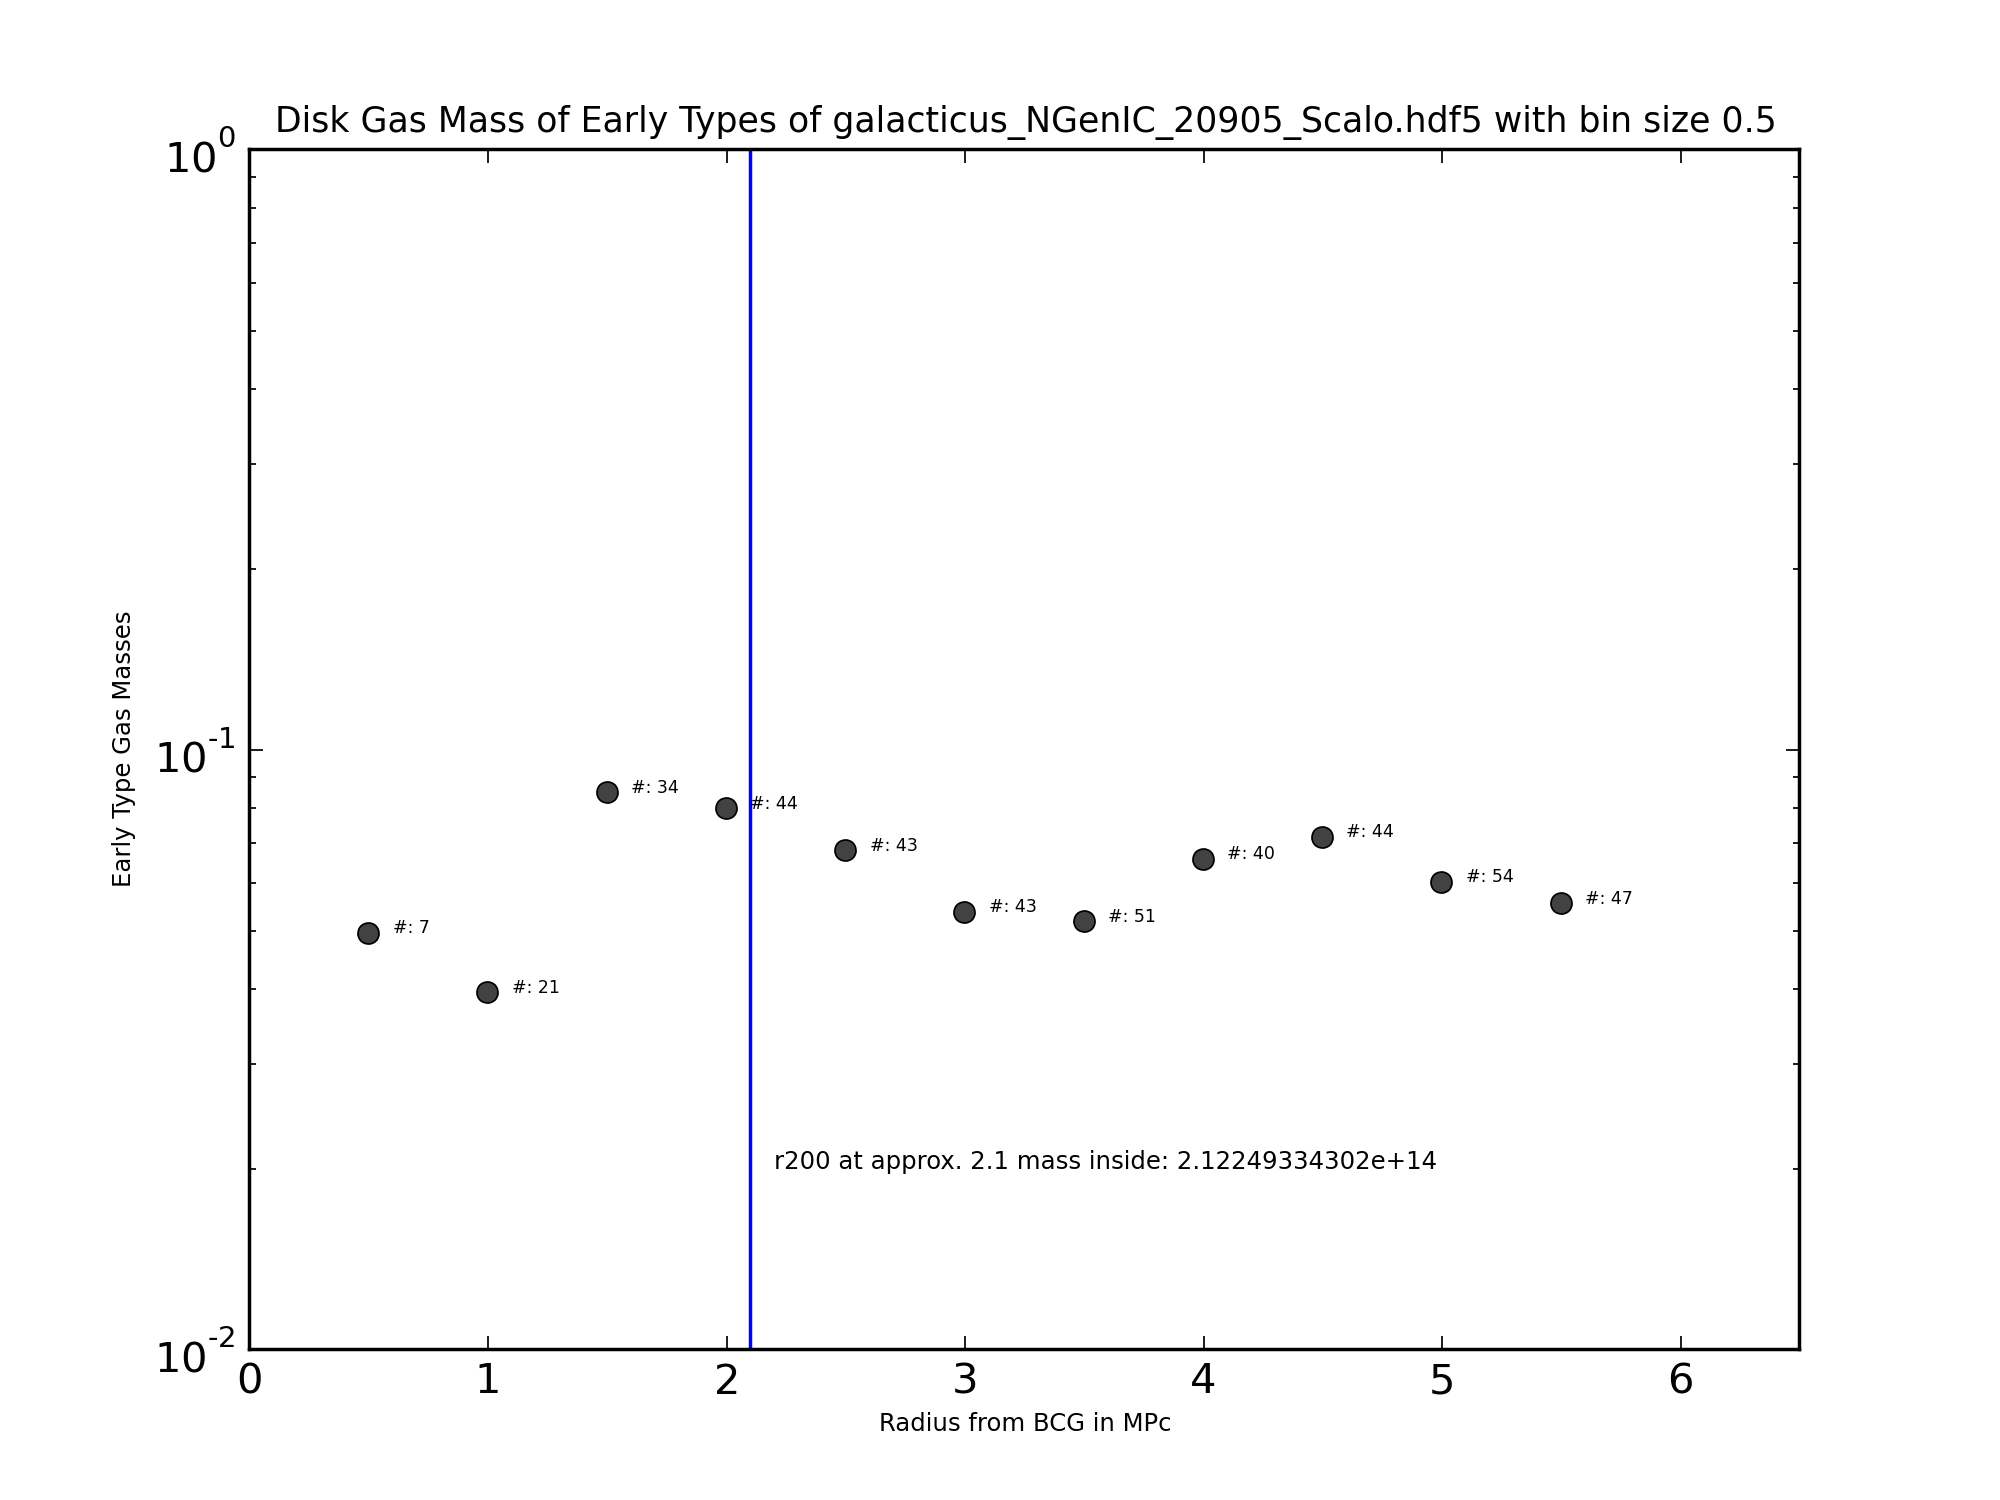 Disk Gas Mass of Early Types of galacticus_NGenIC_20905_Scalo.hdf5 with bin size 0.5
10^0
10^-1
10^-2
Early Type Gas Masses
#: 7
#: 21
#: 34
#: 44
#: 43
#: 43
#: 51
#: 40
#: 44
#: 54
#: 47
r200 at approx. 2.1 mass inside: 2.12249334302e+14
0 1 2 3 4 5 6
Radius from BCG in MPc